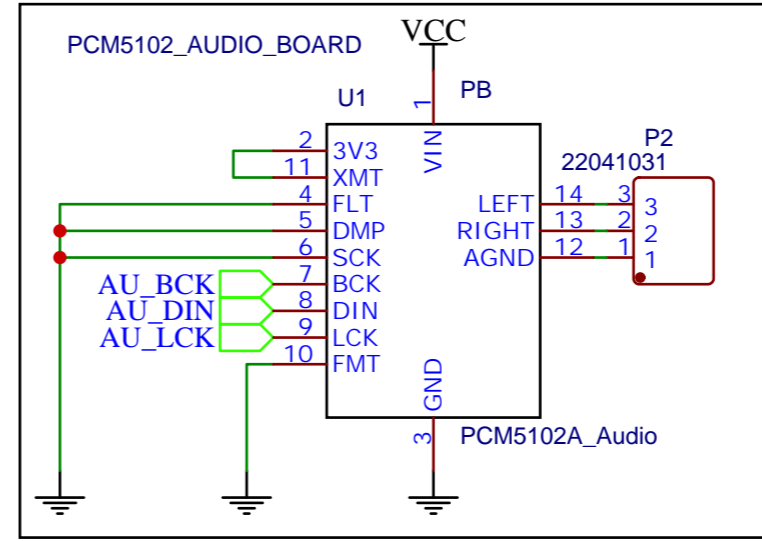 PCM5102_AUDIO_BOARD
VCC
U1
1
PB
P2
22041031
VIN
2 3V3
11 XMT
4 FLT
5 DMP
6 SCK
AU_BCK 7 BCK
AU_DIN 8 DIN
AU_LCK 9 LCK
10 FMT
LEFT 14 3 3
RIGHT 13 2 2
AGND 12 1 1
GND
3
PCM5102A_Audio